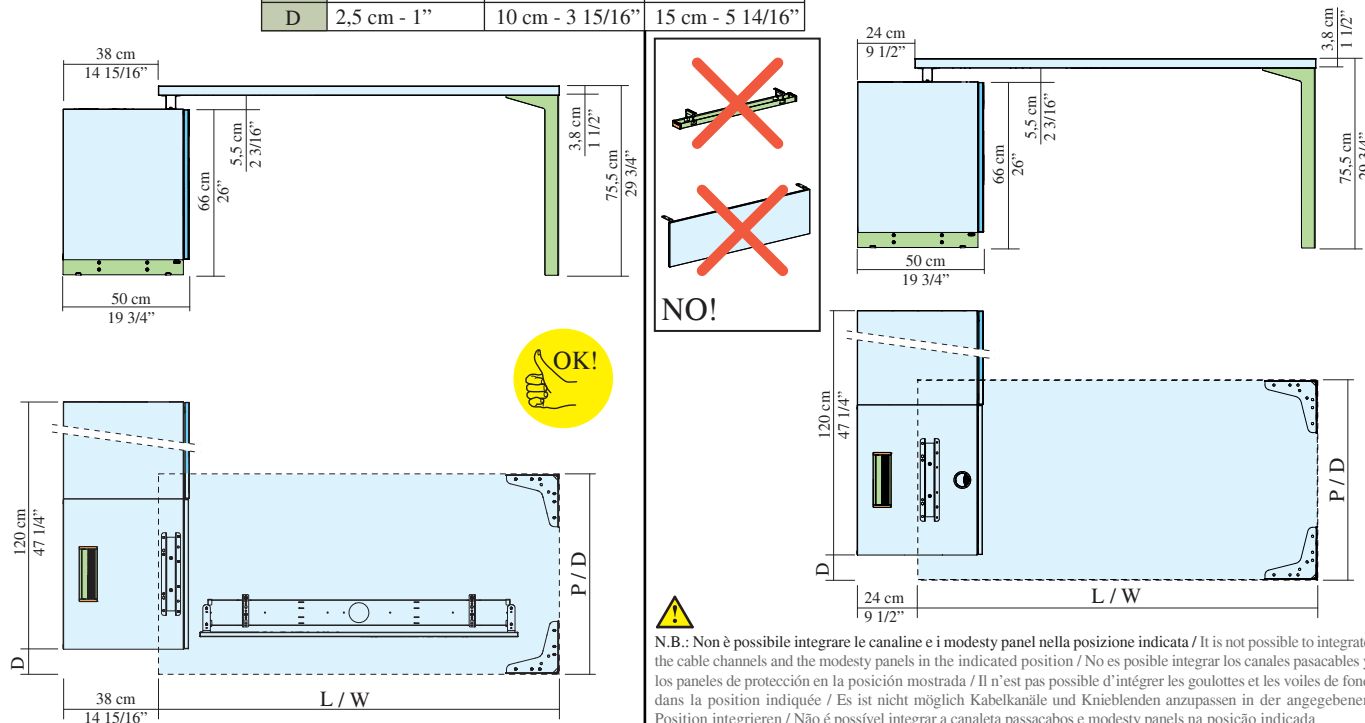 D 2,5 cm - 1” 10 cm - 3 15/16” 15 cm - 5 14/16”
38 cm
14 15/16”
5,5 cm
2 3/16”
66 cm
26”
3,8 cm
1 1/2”
75,5 cm
29 3/4”
50 cm
19 3/4”
OK!
120 cm
47 1/4”
D
P / D
38 cm
14 15/16”
L / W
NO!
24 cm
9 1/2”
3,8 cm
1 1/2”
5,5 cm
2 3/16”
66 cm
26”
75,5 cm
29 3/4”
50 cm
19 3/4”
120 cm
47 1/4”
D
P / D
24 cm
9 1/2”
L / W
N.B.: Non è possibile integrare le canaline e i modesty panel nella posizione indicata / It is not possible to integrate
the cable channels and the modesty panels in the indicated position / No es posible integrar los canales pasacables y
los paneles de protección en la posición mostrada / Il n’est pas possible d’intégrer les goulottes et les voiles de fond
dans la position indiquée / Es ist nicht möglich Kabelkanäle und Knieblenden anzupassen in der angegebenen
Position integrieren / Não é possível integrar a canaleta passacabos e modesty panels na posição indicada